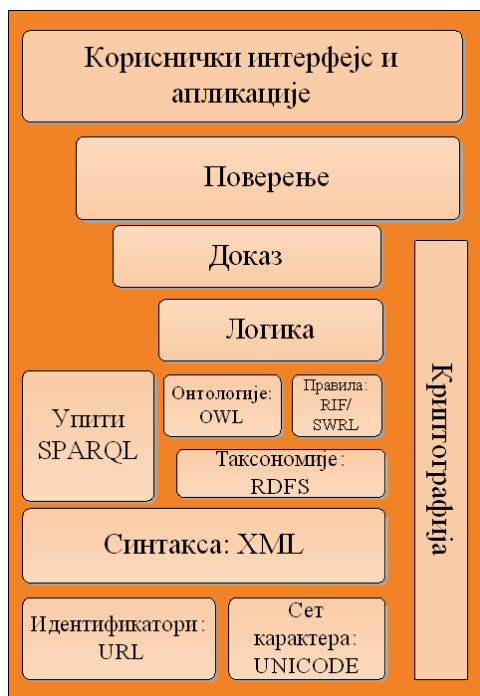 Кориснички интерфејс и
апликације
Поверење
Доказ
Логика
Упити
SPARQL
Онтологије:
OWL
Правила:
RIF/
SWRL
Таксономије:
RDFS
Синтакса: XML
Идентификатори:
URL
Сет
карактера:
UNICODE
Криптографија